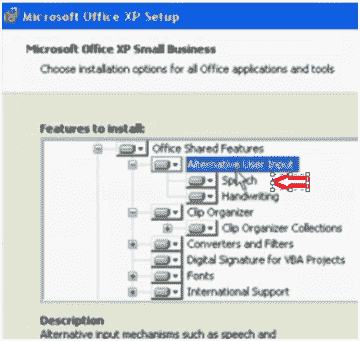 Microsoft Office XP Setup
Microsoft Office XP Small Business
Choose installation options for all Office applications and tools
Features to install:
Office Shared Features
Alternative User Input
Speech
Handwriting
Clip Organizer
Clip Organizer Collections
Converters and Filters
Digital Signature for VBA Projects
Fonts
International Support
Description
Alternative input mechanisms such as speech and